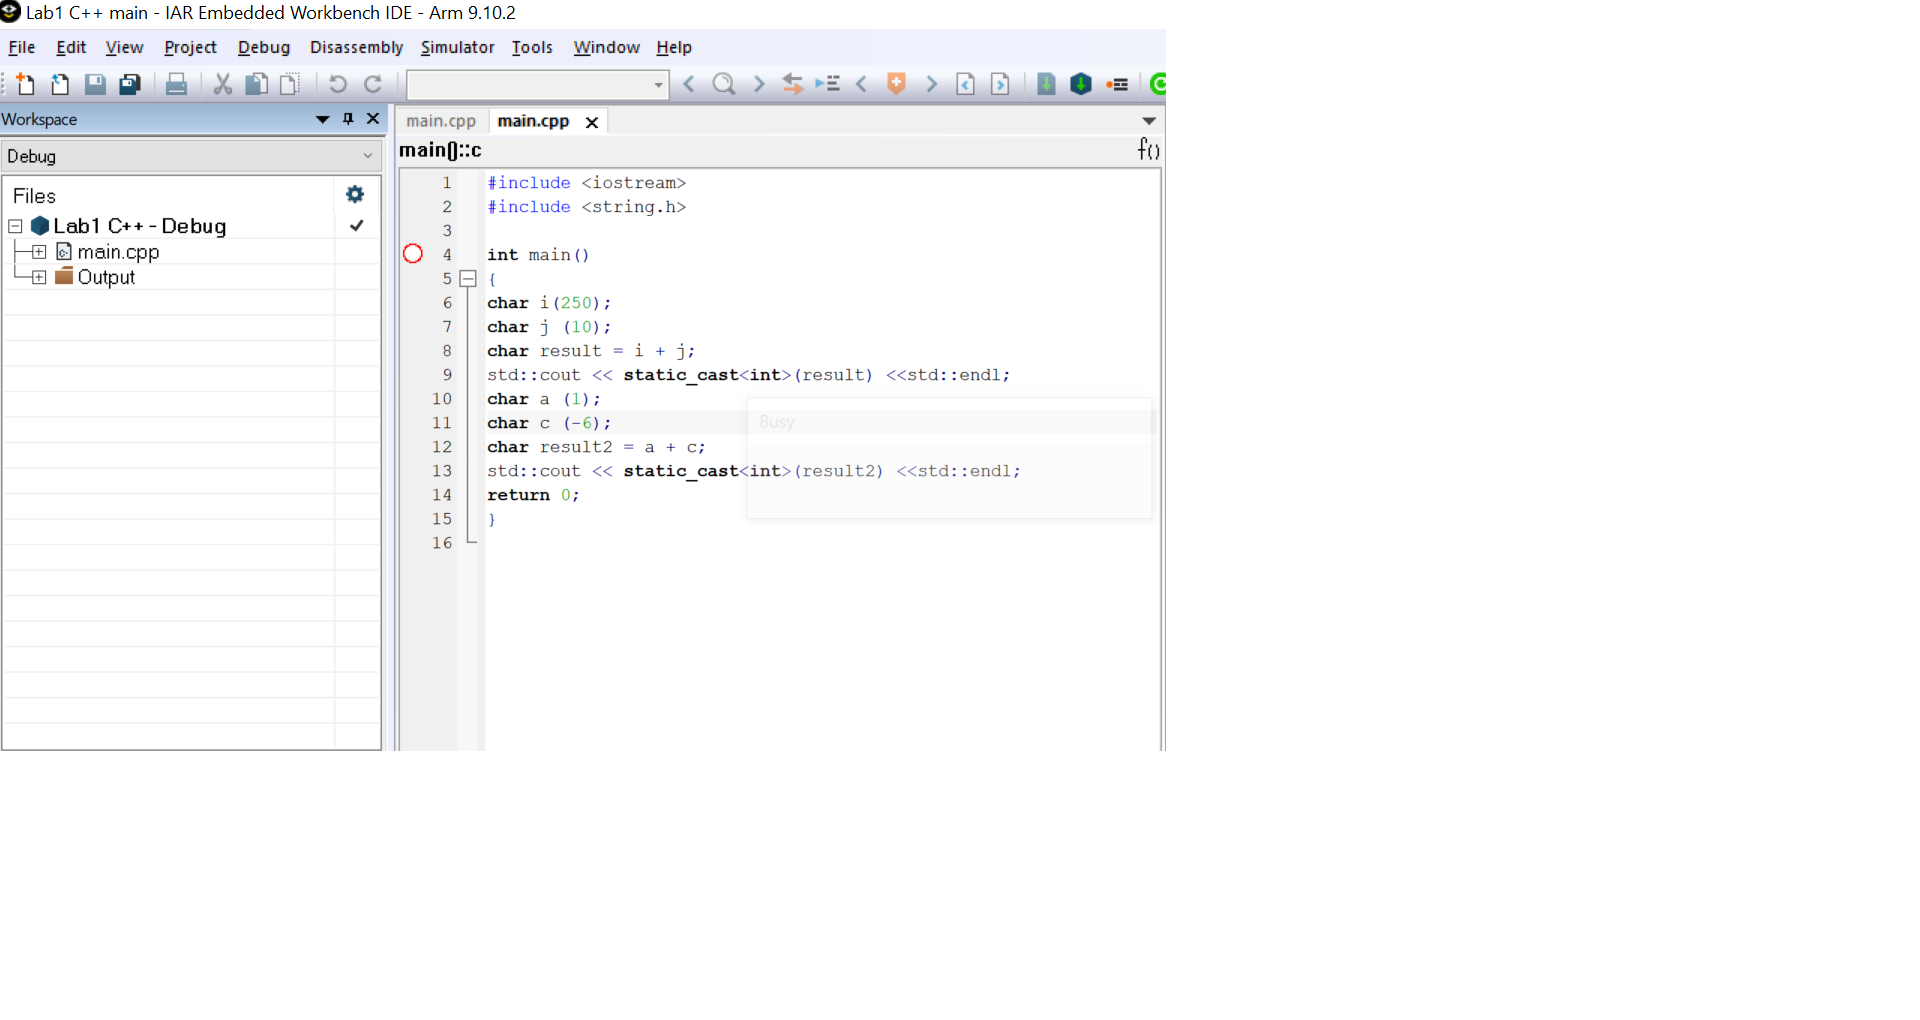 Lab1 C++ main - IAR Embedded Workbench IDE - Arm 9.10.2
File Edit View Project Debug Disassembly Simulator Tools Window Help
Workspace
Debug
Files
Lab1 C++ - Debug
main.cpp
Output
main.cpp main.cpp
main()::c
f()
1 #include <iostream>
2 #include <string.h>
3
4 int main()
5 {
6 char i(250);
7 char j (10);
8 char result = i + j;
9 std::cout << static_cast<int>(result) <<std::endl;
10 char a (1);
11 char c (-6);
12 char result2 = a + c;
13 std::cout << static_cast<int>(result2) <<std::endl;
14 return 0;
15 }
16
Busy